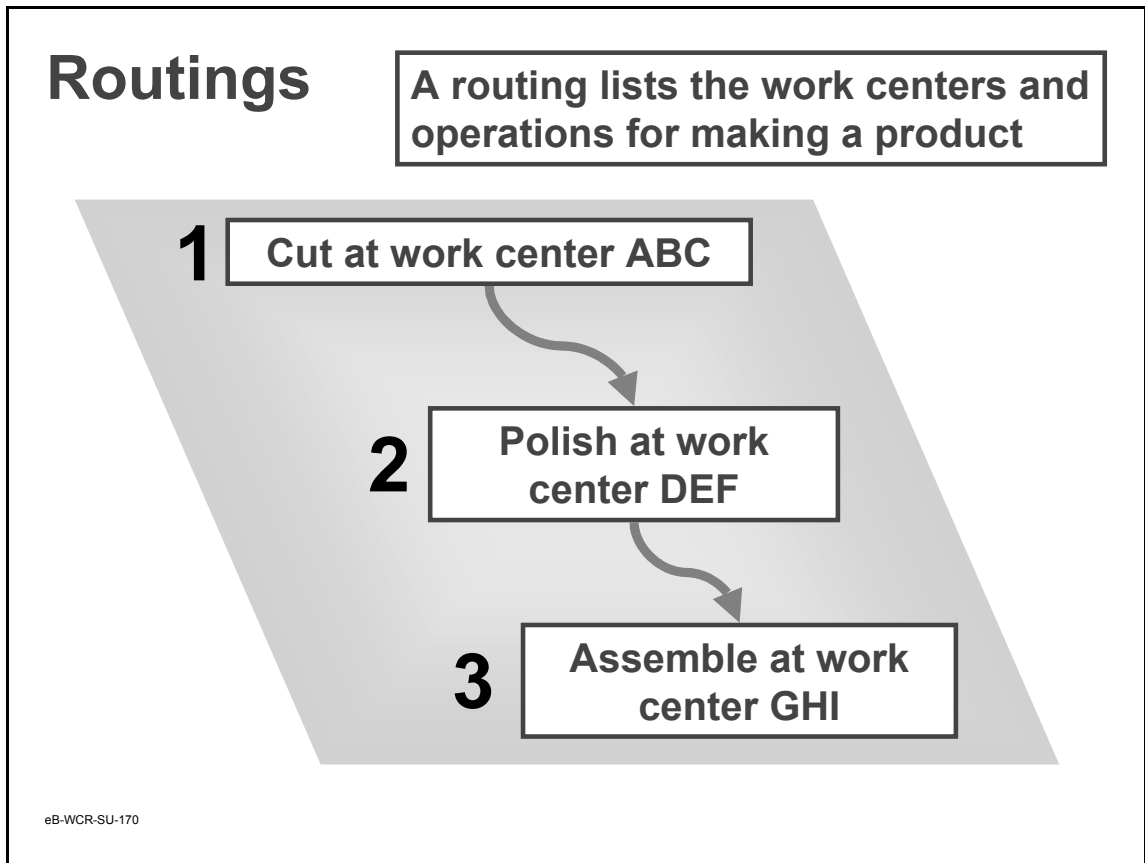 Routings
A routing lists the work centers and
operations for making a product
1
Cut at work center ABC
2
Polish at work
center DEF
3
Assemble at work
center GHI
eB-WCR-SU-170